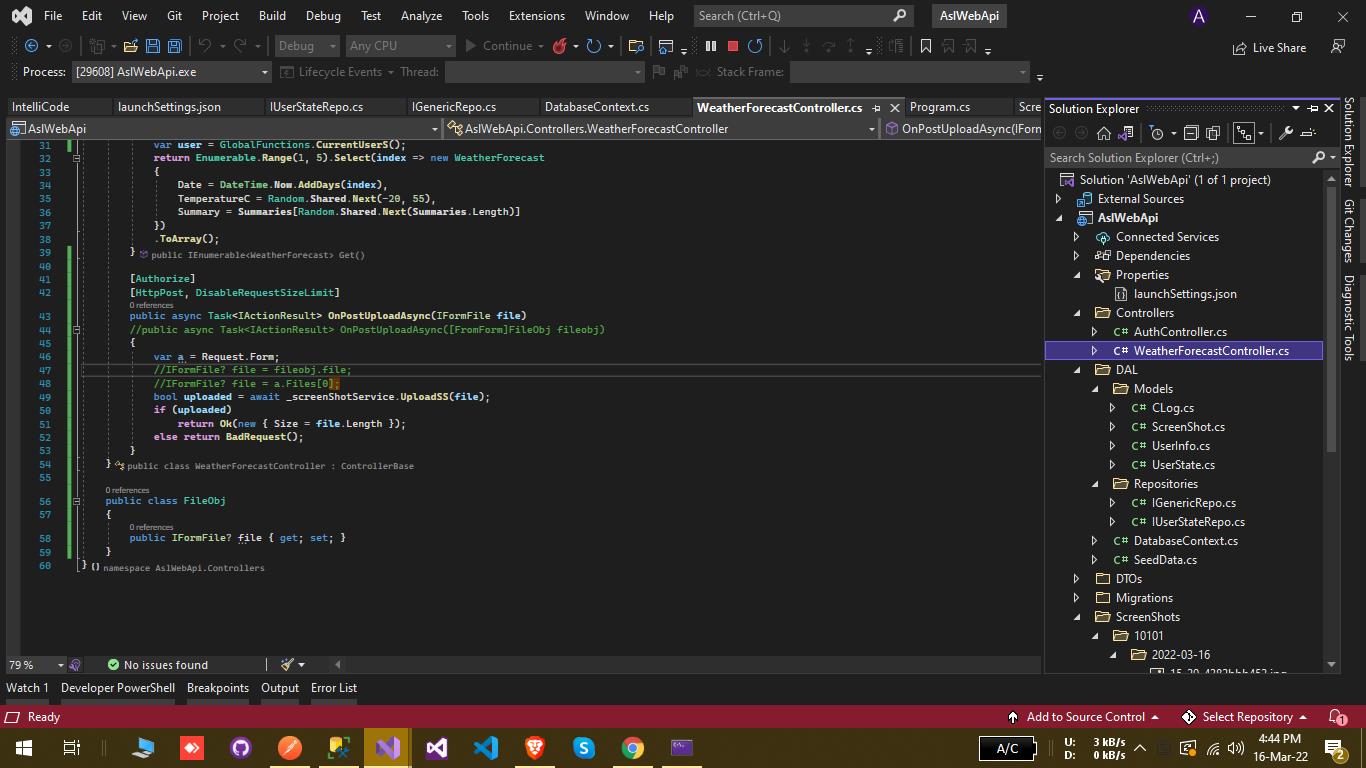 File Edit View Git Project Build Debug Test Analyze Tools Extensions Window Help Search (Ctrl+Q) AslWebApi A
Debug Any CPU Continue Live Share
Process: [29608] AslWebApi.exe Lifecycle Events Thread: Stack Frame:
IntelliCode launchSettings.json IUserStateRepo.cs IGenericRepo.cs DatabaseContext.cs WeatherForecastController.cs Program.cs Scre
AslWebApi AslWebApi.Controllers.WeatherForecastController OnPostUploadAsync(IForm
31 var user = GlobalFunctions.CurrentUserS();
32 return Enumerable.Range(1, 5).Select(index => new WeatherForecast
33 {
34 Date = DateTime.Now.AddDays(index),
35 TemperatureC = Random.Shared.Next(-20, 55),
36 Summary = Summaries[Random.Shared.Next(Summaries.Length)]
37 })
38 .ToArray();
39 } public IEnumerable<WeatherForecast> Get()
40
41 [Authorize]
42 [HttpPost, DisableRequestSizeLimit]
0 references
43 public async Task<IActionResult> OnPostUploadAsync(IFormFile file)
44 //public async Task<IActionResult> OnPostUploadAsync([FromForm]FileObj fileobj)
45 {
46 var a = Request.Form;
47 //IFormFile? file = fileobj.file;
48 //IFormFile? file = a.Files[0];
49 bool uploaded = await _screenShotService.UploadSS(file);
50 if (uploaded)
51 return Ok(new { Size = file.Length });
52 else return BadRequest();
53 }
54 } public class WeatherForecastController : ControllerBase
55
0 references
56 public class FileObj
57 {
0 references
58 public IFormFile? file { get; set; }
59 }
60 } {} namespace AslWebApi.Controllers
79 % No issues found
Watch 1 Developer PowerShell Breakpoints Output Error List
Solution Explorer
Search Solution Explorer (Ctrl+;)
Solution 'AslWebApi' (1 of 1 project)
External Sources
AslWebApi
Connected Services
Dependencies
Properties
launchSettings.json
Controllers
C# AuthController.cs
C# WeatherForecastController.cs
DAL
Models
C# CLog.cs
C# ScreenShot.cs
C# UserInfo.cs
C# UserState.cs
Repositories
C# IGenericRepo.cs
C# IUserStateRepo.cs
C# DatabaseContext.cs
C# SeedData.cs
DTOs
Migrations
ScreenShots
10101
2022-03-16
Solution Explorer
Git Changes
Diagnostic Tools
Ready Add to Source Control Select Repository 1
A/C U: 3 kB/s D: 0 kB/s 4:44 PM 16-Mar-22 2